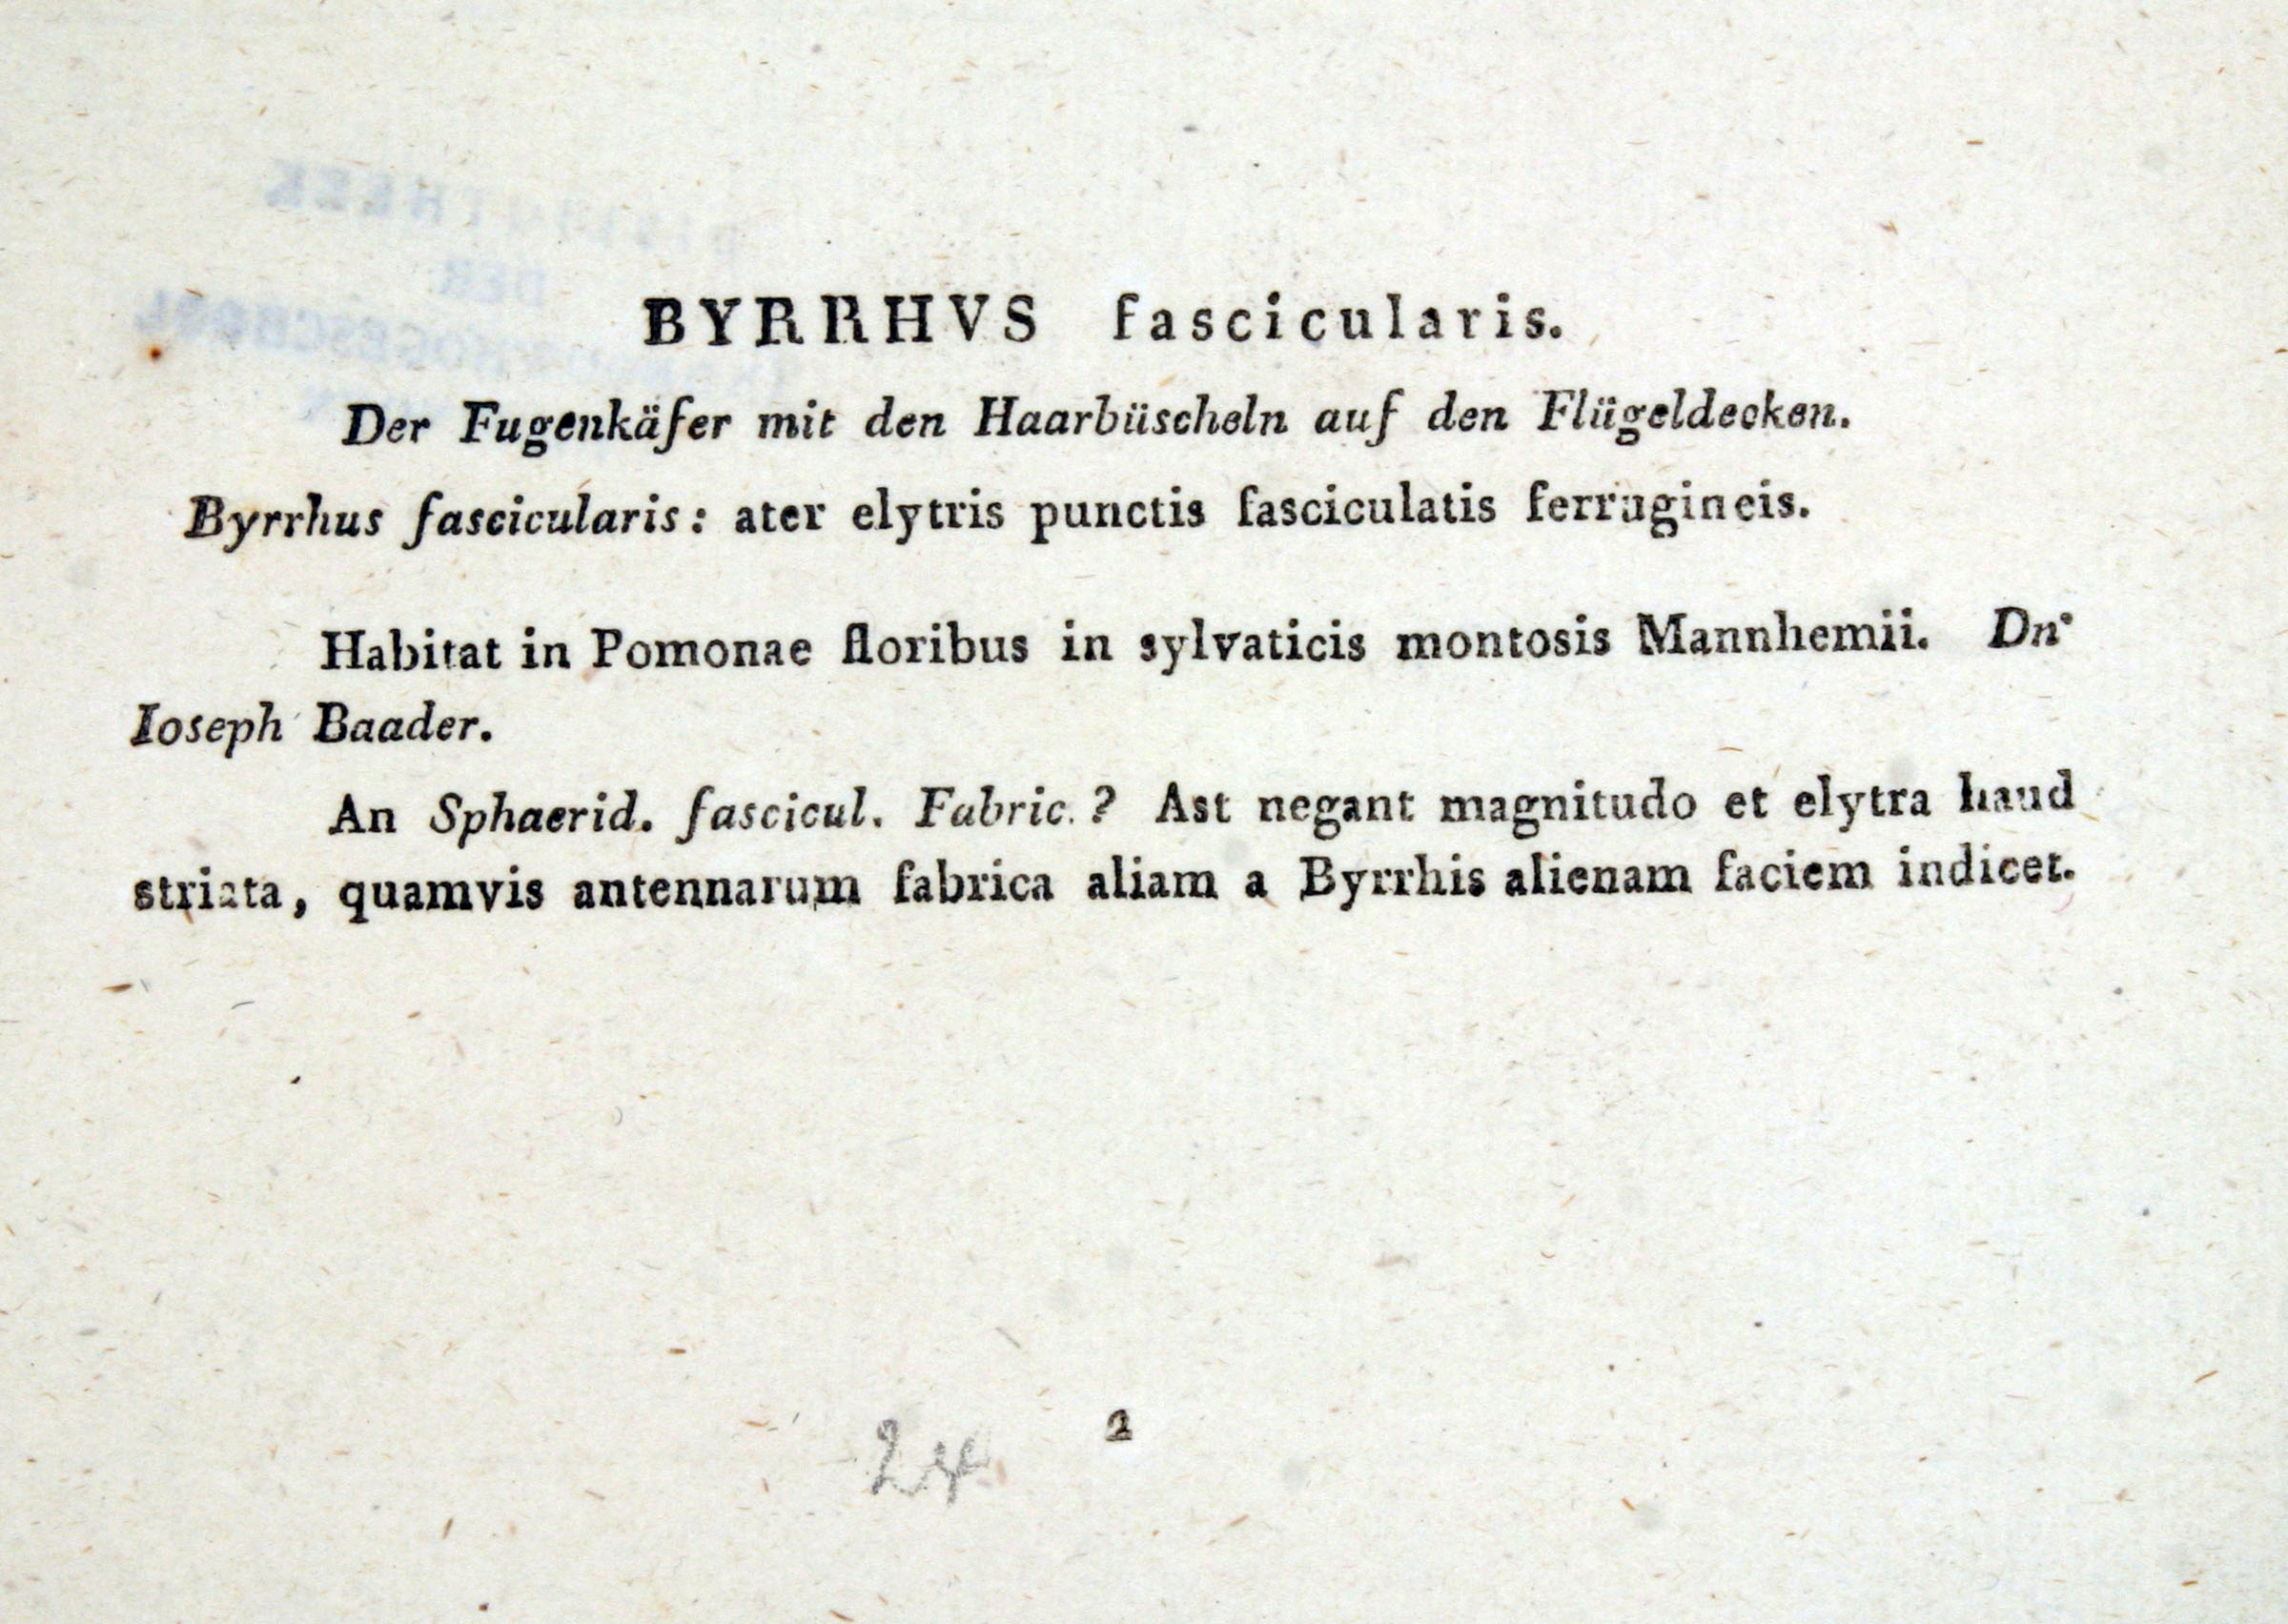 BYRRHVS fascicularis.
Der Fugenkäfer mit den Haarbüscheln auf den Flügeldecken.
Byrrhus fascicularis: ater elytris punctis fasciculatis ferrugineis.
Habitat in Pomonae floribus in sylvaticis montosis Mannhemii. Dn.
Ioseph Baader.
An Sphaerid. fascicul. Fabric.? Ast negant magnitudo et elytra haud
striata, quamvis antennarum fabrica aliam a Byrrhis alienam faciem indicet.
2
24